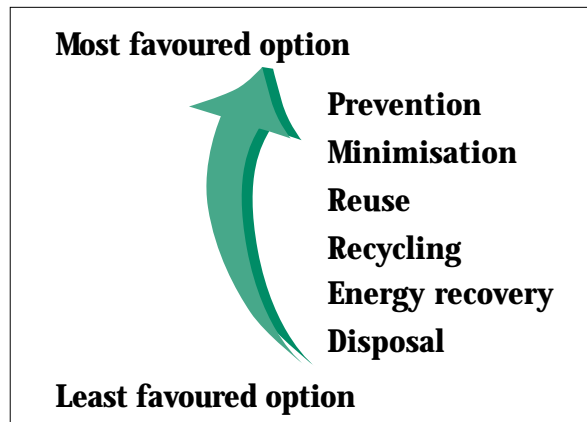 Most favoured option
Prevention
Minimisation
Reuse
Recycling
Energy recovery
Disposal
Least favoured option